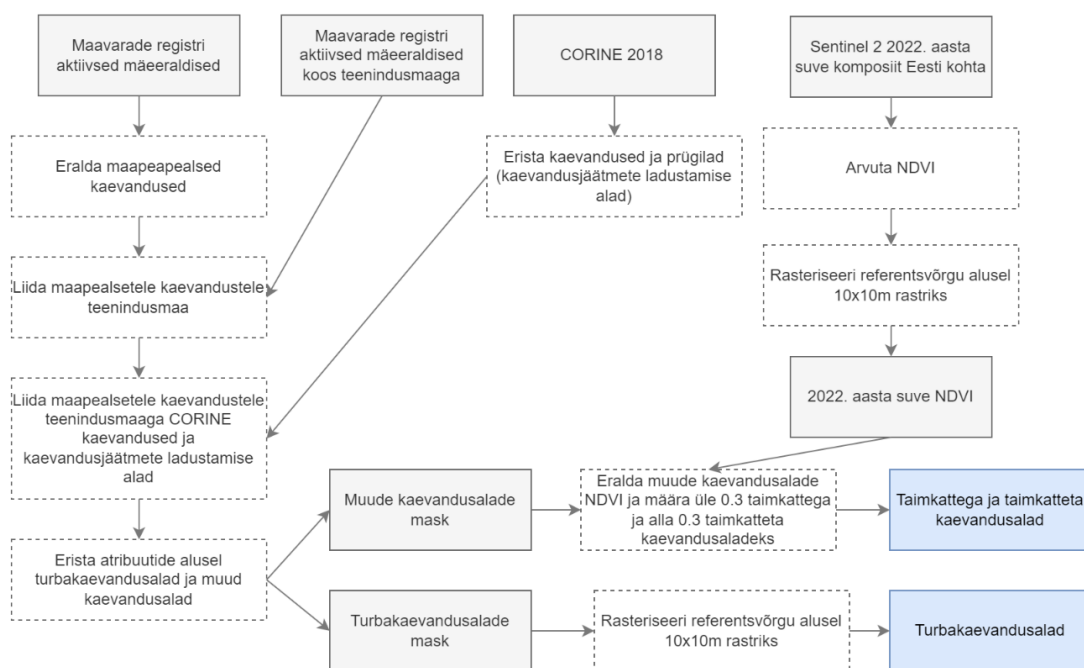 Maavarade registri
aktiivsed mäeeraldised
Maavarade registri
aktiivsed mäeeraldised
koos teenindusmaaga
CORINE 2018
Sentinel 2 2022. aasta
suve komposiit Eesti kohta
Eralda maapeapealsed
kaevandused
Erista kaevandused ja prügilad
(kaevandusjäätmete ladustamise
alad)
Arvuta NDVI
Liida maapealsetele kaevandustele
teenindusmaa
Rasteriseeri referentsvõrgu alusel
10x10m rastriks
Liida maapealsetele kaevandustele
teenindusmaaga CORINE
kaevandused ja
kaevandusjäätmete ladustamise
alad
2022. aasta suve NDVI
Muude kaevandusalade
mask
Eralda muude kaevandusalade
NDVI ja määra üle 0.3 taimkattega
ja alla 0.3 taimkatteta
kaevandusaladeks
Taimkattega ja taimkatteta
kaevandusalad
Erista atribuutide alusel
turbakaevandusalad ja muud
kaevandusalad
Turbakaevandusalade
mask
Rasteriseeri referentsvõrgu alusel
10x10m rastriks
Turbakaevandusalad